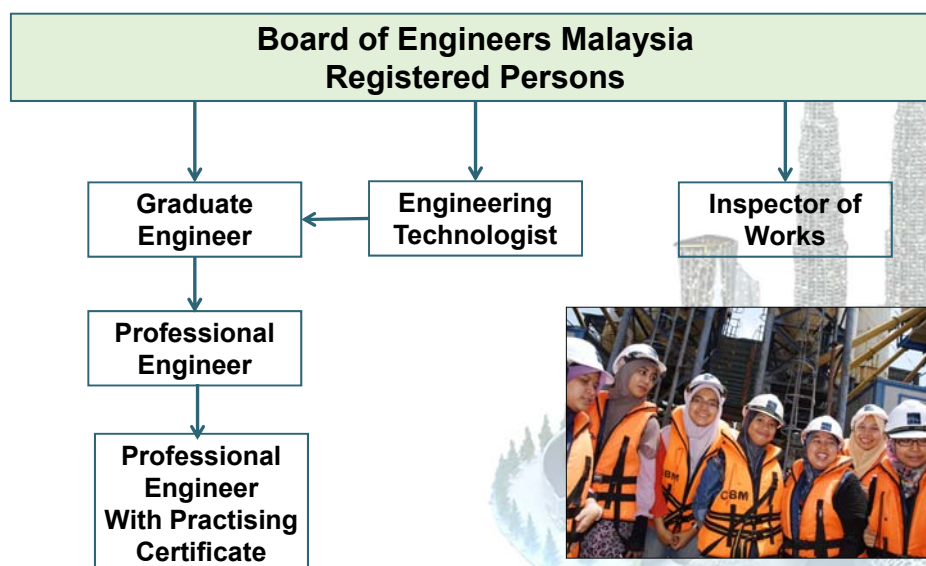 Board of Engineers Malaysia
Registered Persons
Graduate
Engineer
Engineering
Technologist
Inspector of
Works
Professional
Engineer
Professional
Engineer
With Practising
Certificate
CBM